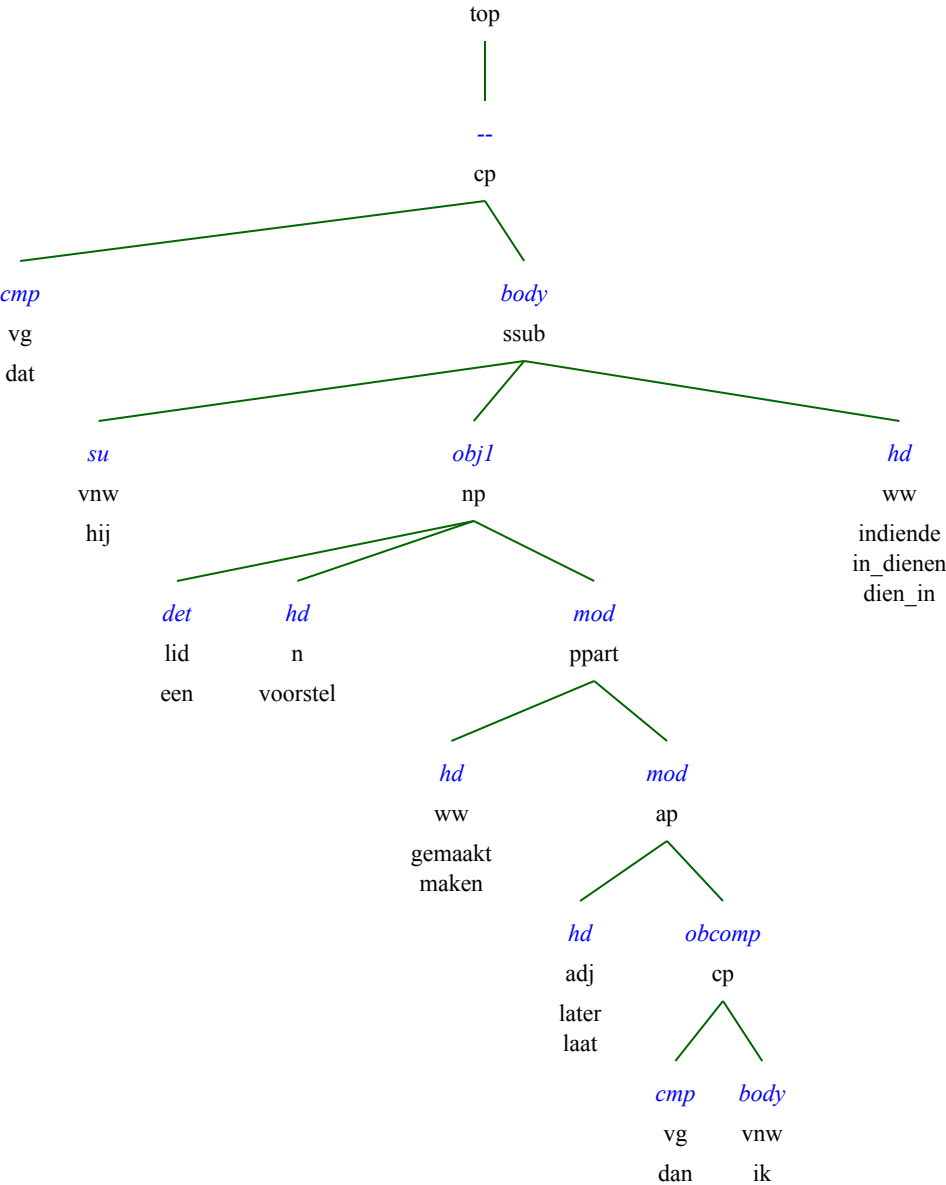 top
--
cp
cmp body
vg ssub
dat
su obj1 hd
vnw np ww
hij indiende
in_dienen
dien_in
det hd mod
lid n ppart
een voorstel
hd mod
ww ap
gemaakt
maken
hd obcomp
adj cp
later
laat
cmp body
vg vnw
dan ik